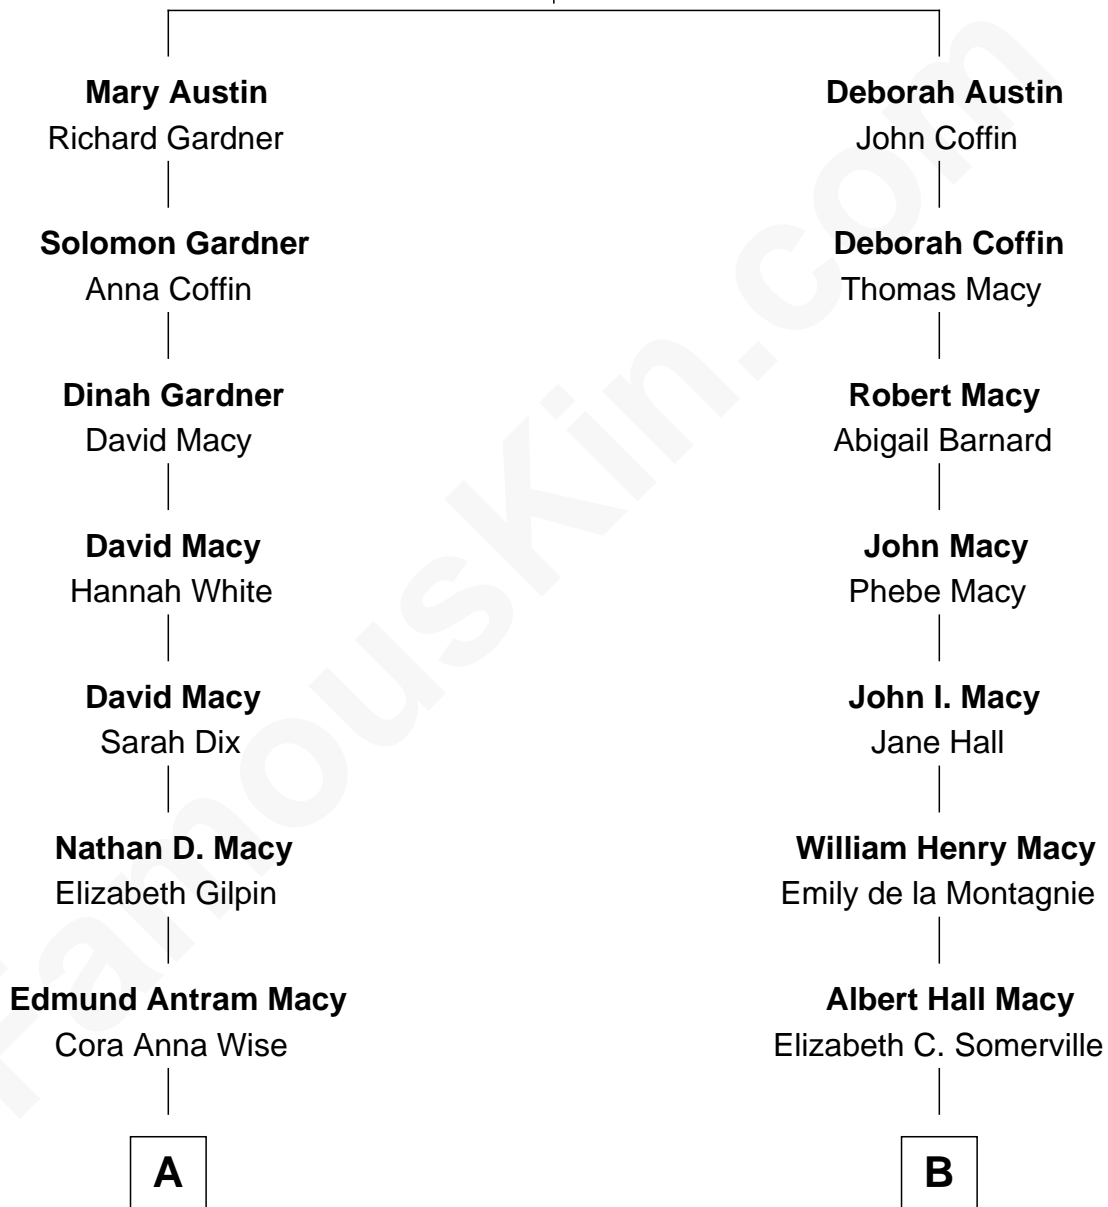 Mary Austin
Richard Gardner
Solomon Gardner
Anna Coffin
Dinah Gardner
David Macy
David Macy
Hannah White
David Macy
Sarah Dix
Nathan D. Macy
Elizabeth Gilpin
Edmund Antram Macy
Cora Anna Wise
A
Deborah Austin
John Coffin
Deborah Coffin
Thomas Macy
Robert Macy
Abigail Barnard
John Macy
Phebe Macy
John I. Macy
Jane Hall
William Henry Macy
Emily de la Montagnie
Albert Hall Macy
Elizabeth C. Somerville
B
FamousKin.com